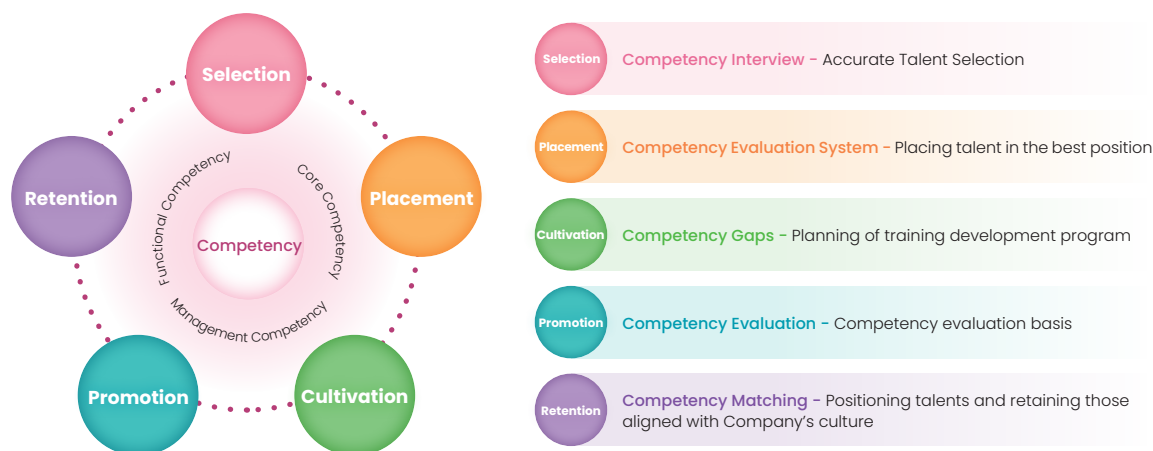 Selection
Retention
Placement
Functional Competency
Core Competency
Competency
Management Competency
Promotion
Cultivation
Selection
Competency Interview - Accurate Talent Selection
Placement
Competency Evaluation System - Placing talent in the best position
Cultivation
Competency Gaps - Planning of training development program
Promotion
Competency Evaluation - Competency evaluation basis
Retention
Competency Matching - Positioning talents and retaining those
aligned with Company’s culture